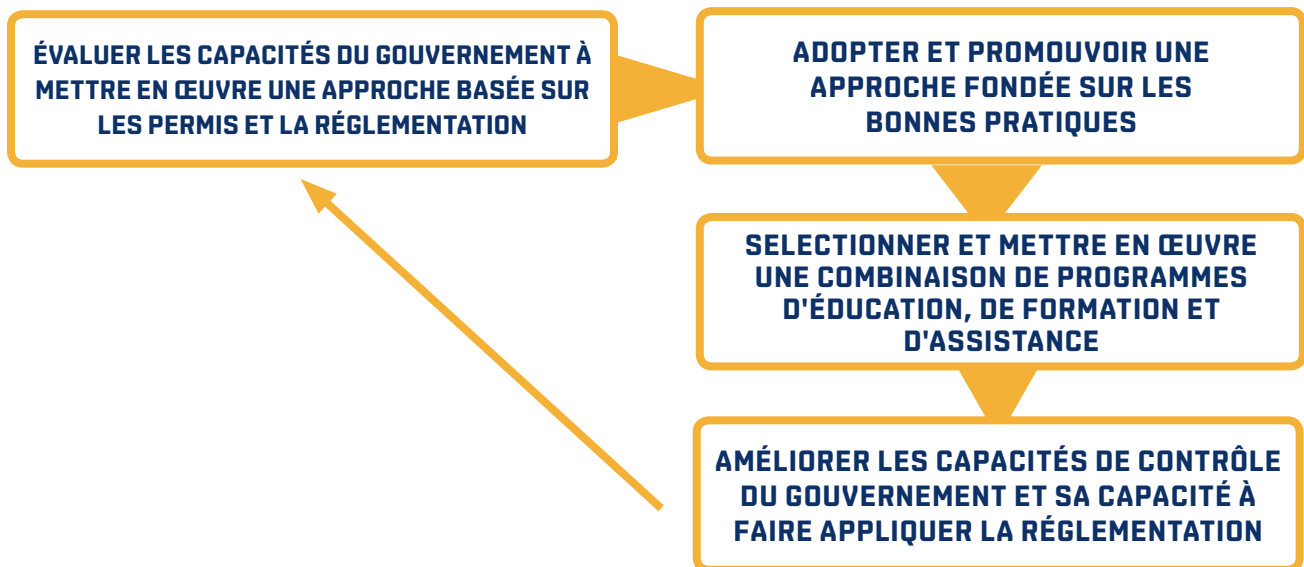 ÉVALUER LES CAPACITÉS DU GOUVERNEMENT À
METTRE EN ŒUVRE UNE APPROCHE BASÉE SUR
LES PERMIS ET LA RÉGLEMENTATION
ADOPTER ET PROMOUVOIR UNE
APPROCHE FONDÉE SUR LES
BONNES PRATIQUES
SELECTIONNER ET METTRE EN ŒUVRE
UNE COMBINAISON DE PROGRAMMES
D'ÉDUCATION, DE FORMATION ET
D'ASSISTANCE
AMÉLIORER LES CAPACITÉS DE CONTRÔLE
DU GOUVERNEMENT ET SA CAPACITÉ À
FAIRE APPLIQUER LA RÉGLEMENTATION